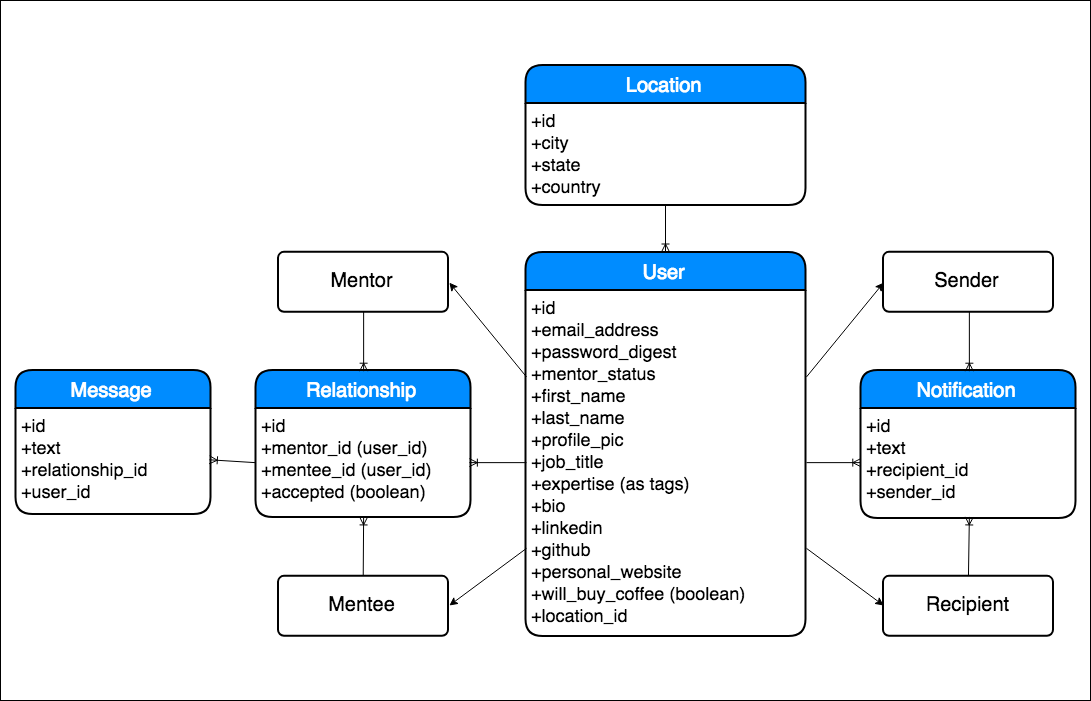 Location
+id
+city
+state
+country
Mentor
User
Sender
+id
+email_address
+password_digest
+mentor_status
+first_name
+last_name
+profile_pic
+job_title
+expertise (as tags)
+bio
+linkedin
+github
+personal_website
+will_buy_coffee (boolean)
+location_id
Message
+id
+text
+relationship_id
+user_id
Relationship
+id
+mentor_id (user_id)
+mentee_id (user_id)
+accepted (boolean)
Notification
+id
+text
+recipient_id
+sender_id
Mentee
Recipient